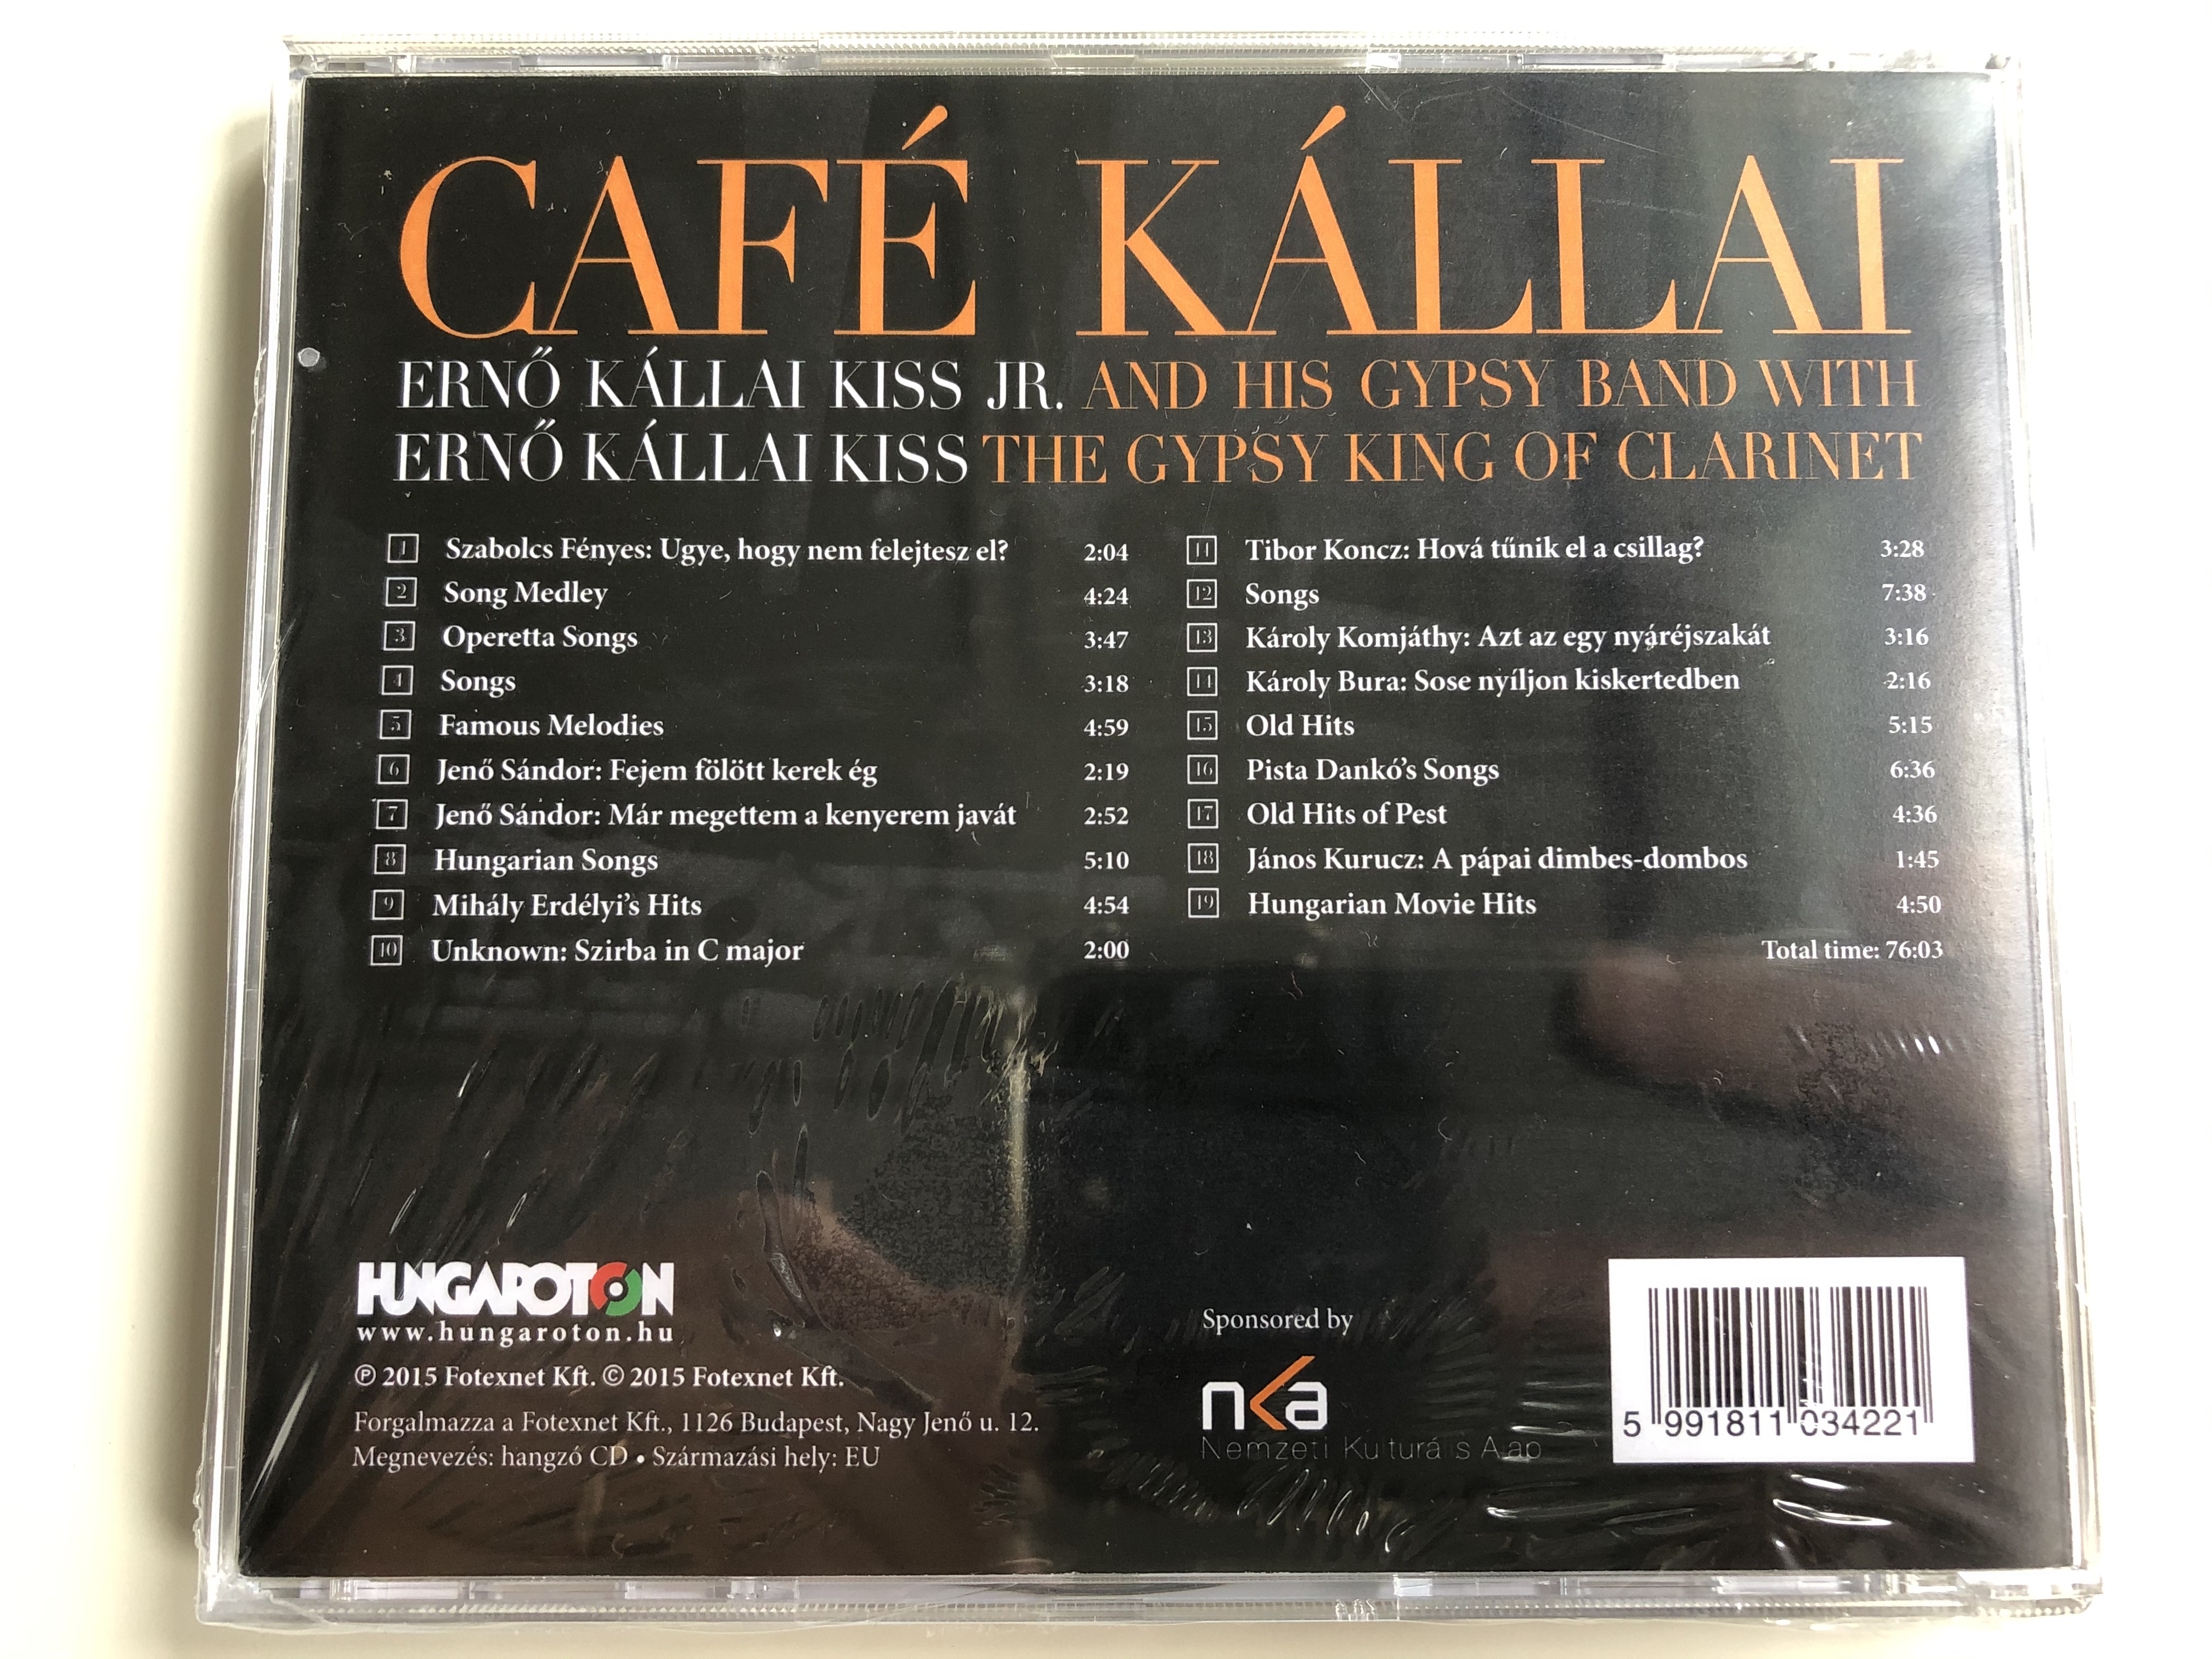 CAFÉ KÁLLAI
ERNŐ KÁLLAI KISS JR. AND HIS GYPSY BAND WITH
ERNŐ KÁLLAI KISS THE GYPSY KING OF CLARINET
1 Szabolcs Fényes: Ugye, hogy nem felejtesz el? 2:04
2 Song Medley 4:24
3 Operetta Songs 3:47
4 Songs 3:18
5 Famous Melodies 4:59
6 Jenő Sándor: Fejem fölött kerek ég 2:19
7 Jenő Sándor: Már megettem a kenyerem javát 2:52
8 Hungarian Songs 5:10
9 Mihály Erdélyi's Hits 4:54
10 Unknown: Szirba in C major 2:00
11 Tibor Koncz: Hová tűnik el a csillag? 3:28
12 Songs 7:38
13 Károly Komjáthy: Azt az egy nyáréjszakát 3:16
14 Károly Bura: Sose nyíljon kiskertedben 2:16
15 Old Hits 5:15
16 Pista Dankó's Songs 6:36
17 Old Hits of Pest 4:36
18 János Kurucz: A pápai dimbes-dombos 1:45
19 Hungarian Movie Hits 4:50
Total time: 76:03
HUNGAROTON
www.hungaroton.hu
℗ 2015 Fotexnet Kft. © 2015 Fotexnet Kft.
Forgalmazza a Fotexnet Kft., 1126 Budapest, Nagy Jenő u. 12.
Megnevezés: hangzó CD • Származási hely: EU
Sponsored by
nka
Nemzeti Kulturális Alap
5 991811 034221